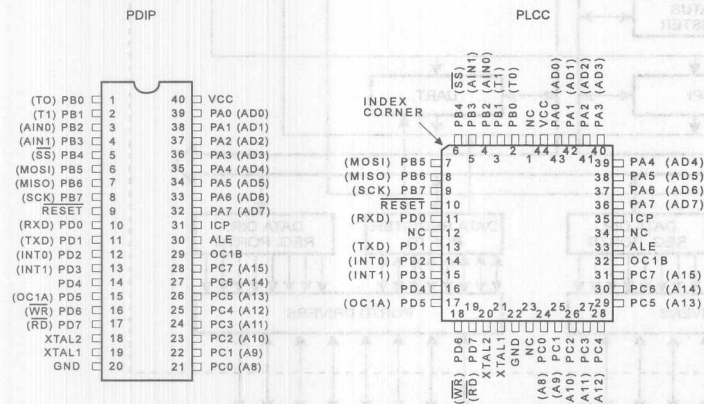 PDIP
(TO) PB0 1 40 VCC
(T1) PB1 2 39 PA0 (AD0)
(AIN0) PB2 3 38 PA1 (AD1)
(AIN1) PB3 4 37 PA2 (AD2)
(SS) PB4 5 36 PA3 (AD3)
(MOSI) PB5 6 35 PA4 (AD4)
(MISO) PB6 7 34 PA5 (AD5)
(SCK) PB7 8 33 PA6 (AD6)
RESET 9 32 PA7 (AD7)
(RXD) PD0 10 31 ICP
(TXD) PD1 11 30 ALE
(INT0) PD2 12 29 OC1B
(INT1) PD3 13 28 PC7 (A15)
PD4 14 27 PC6 (A14)
(OC1A) PD5 15 26 PC5 (A13)
(WR) PD6 16 25 PC4 (A12)
(RD) PD7 17 24 PC3 (A11)
XTAL2 18 23 PC2 (A10)
XTAL1 19 22 PC1 (A9)
GND 20 21 PC0 (A8)
PLCC
INDEX
CORNER
PB4 (SS)
PB3 (AIN1)
PB2 (AIN0)
PB1 (T1)
PB0 (T0)
NC
VCC
PA0 (AD0)
PA1 (AD1)
PA2 (AD2)
PA3 (AD3)
6 4 2 44 42 40
5 3 1 43 41
(MOSI) PB5 7 39 PA4 (AD4)
(MISO) PB6 8 38 PA5 (AD5)
(SCK) PB7 9 37 PA6 (AD6)
RESET 10 36 PA7 (AD7)
(RXD) PD0 11 35 ICP
NC 12 34 NC
(TXD) PD1 13 33 ALE
(INT0) PD2 14 32 OC1B
(INT1) PD3 15 31 PC7 (A15)
PD4 16 30 PC6 (A14)
(OC1A) PD5 17 29 PC5 (A13)
19 21 23 25 27
18 20 22 24 26 28
(WR) PD6
(RD) PD7
XTAL2
XTAL1
GND
NC
(A8) PC0
(A9) PC1
A10) PC2
A11) PC3
A12) PC4